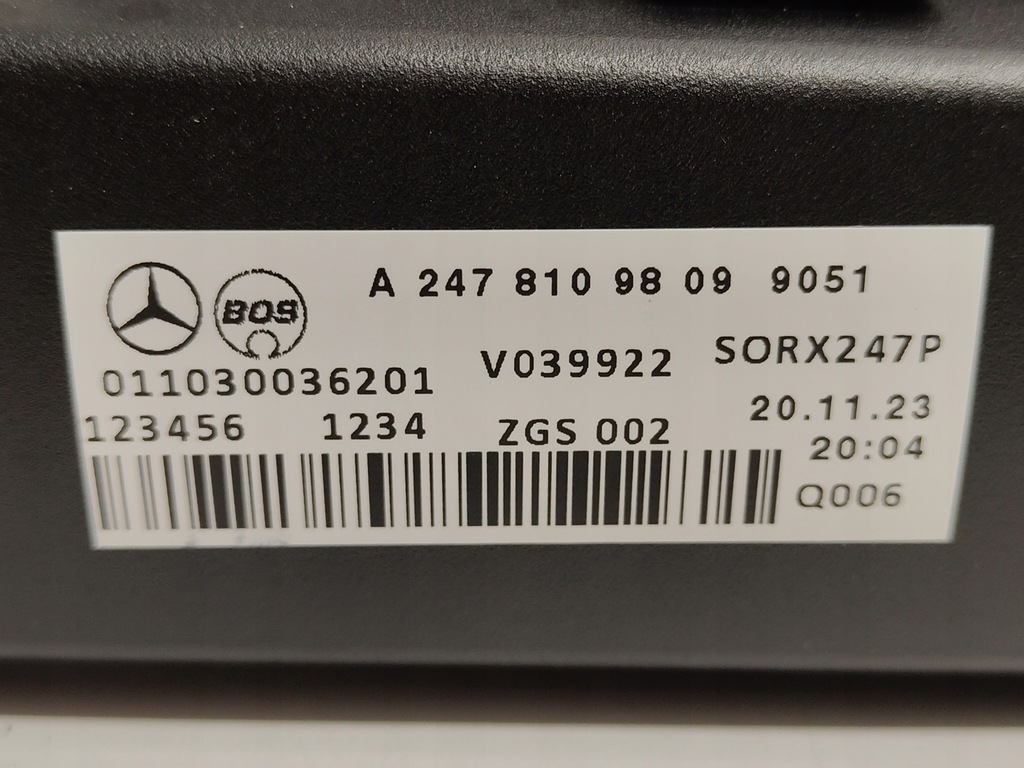 A 247 810 98 09 9051
BOS
V039922 SORX247P
011030036201
20.11.23
123456 1234 ZGS 002
20:04
Q006